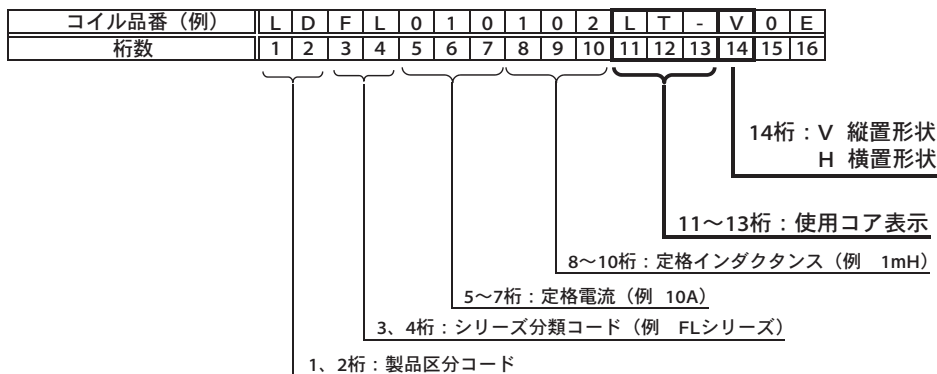 コイル品番（例） L D F L 0 1 0 1 0 2 L T - V 0 E
桁数 1 2 3 4 5 6 7 8 9 10 11 12 13 14 15 16
14桁：V 縦置形状
H 横置形状
11～13桁：使用コア表示
8～10桁：定格インダクタンス（例 1mH）
5～7桁：定格電流（例 10A）
3、4桁：シリーズ分類コード（例 FLシリーズ）
1、2桁：製品区分コード